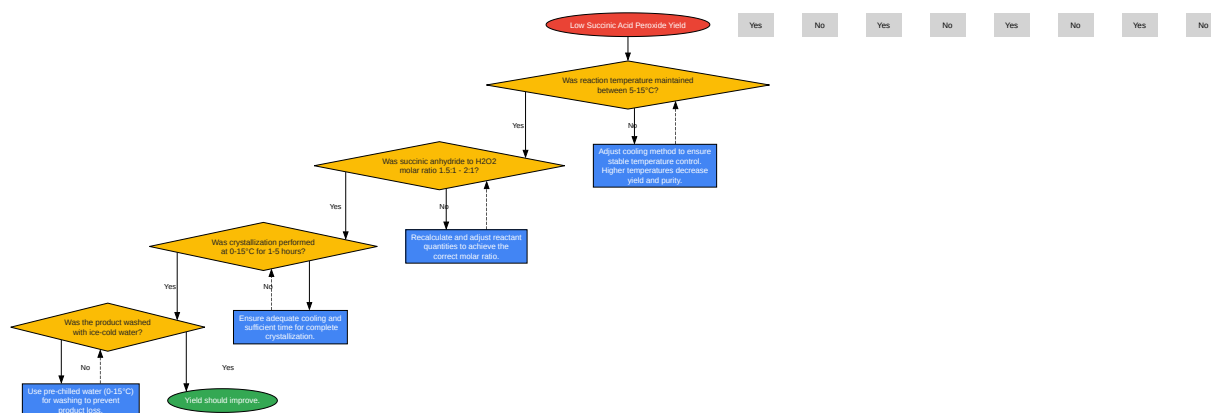 Low Succinic Acid Peroxide Yield
Yes
No
Yes
No
Yes
No
Yes
No
Was reaction temperature maintained
between 5-15°C?
Yes
No
Adjust cooling method to ensure
stable temperature control.
Higher temperatures decrease
yield and purity.
Was succinic anhydride to H2O2
molar ratio 1.5:1 - 2:1?
Yes
No
Recalculate and adjust reactant
quantities to achieve the
correct molar ratio.
Was crystallization performed
at 0-15°C for 1-5 hours?
Yes
No
Ensure adequate cooling and
sufficient time for complete
crystallization.
Was the product washed
with ice-cold water?
No
Yes
Use pre-chilled water (0-15°C)
for washing to prevent
product loss.
Yield should improve.